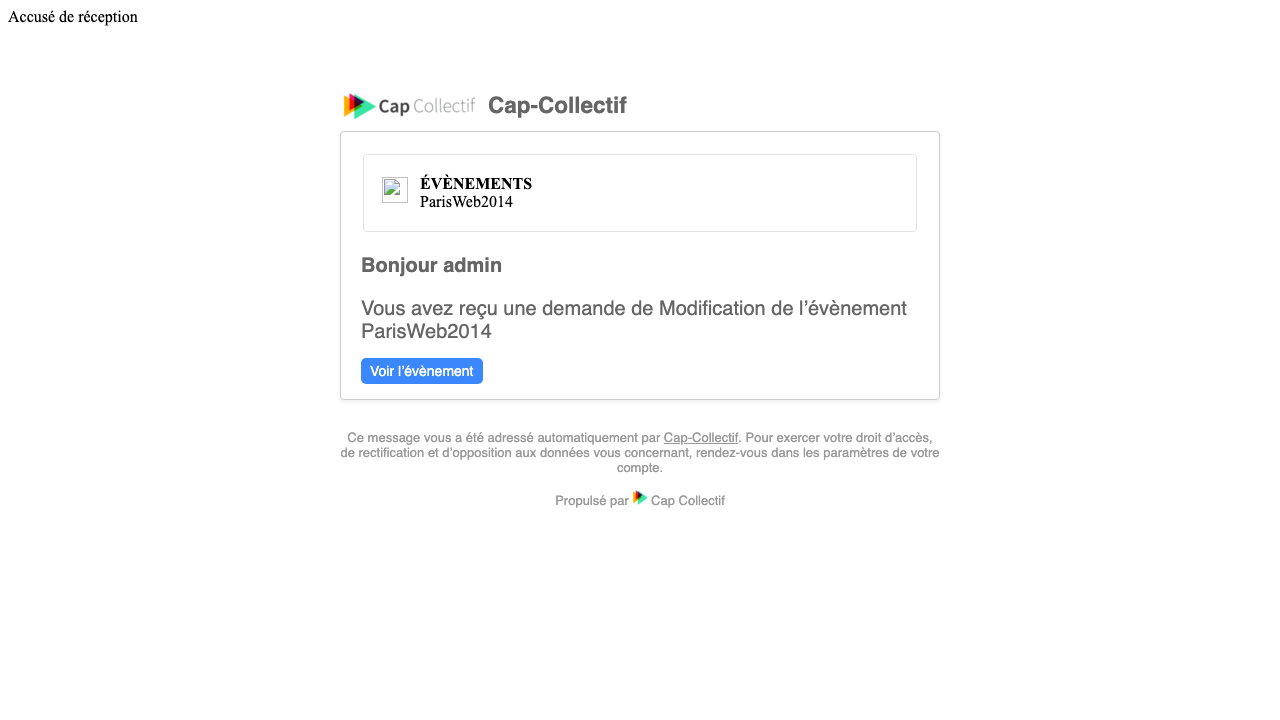 Accusé de réception
Cap Collectif Cap-Collectif
ÉVÈNEMENTS
ParisWeb2014
Bonjour admin
Vous avez reçu une demande de Modification de l’évènement
ParisWeb2014
Voir l’évènement
Ce message vous a été adressé automatiquement par Cap-Collectif. Pour exercer votre droit d’accès,
de rectification et d’opposition aux données vous concernant, rendez-vous dans les paramètres de votre
compte.
Propulsé par Cap Collectif